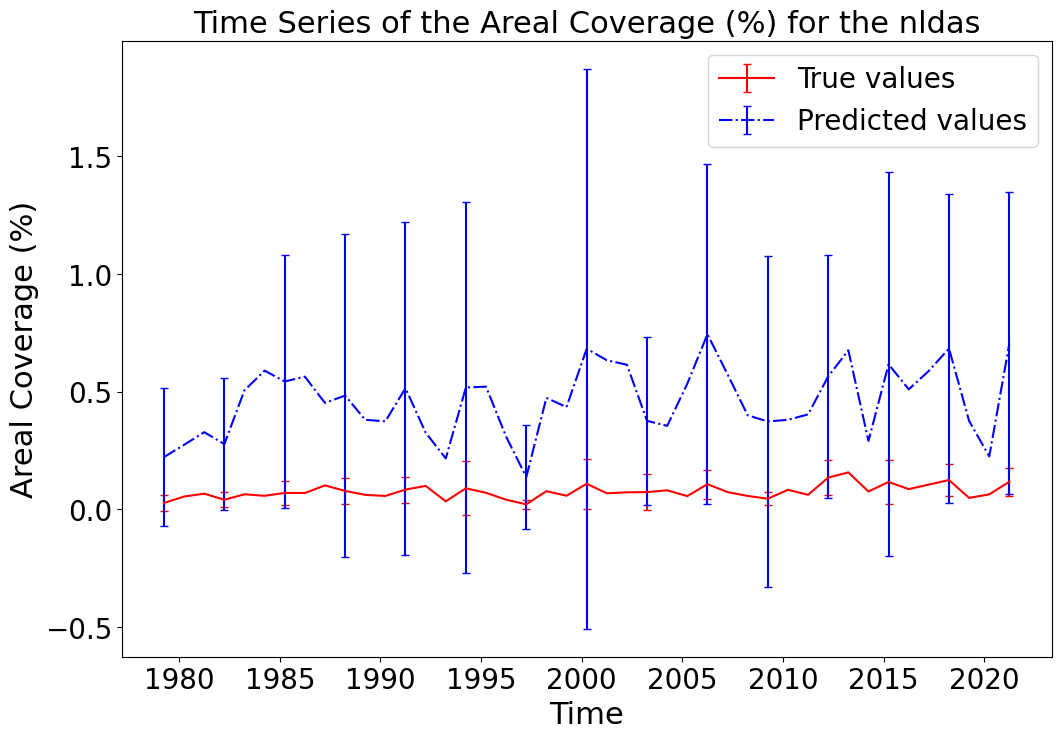 Time Series of the Areal Coverage (%) for the nldas
True values
Predicted values
Areal Coverage (%)
1.5
1.0
0.5
0.0
−0.5
1980 1985 1990 1995 2000 2005 2010 2015 2020
Time